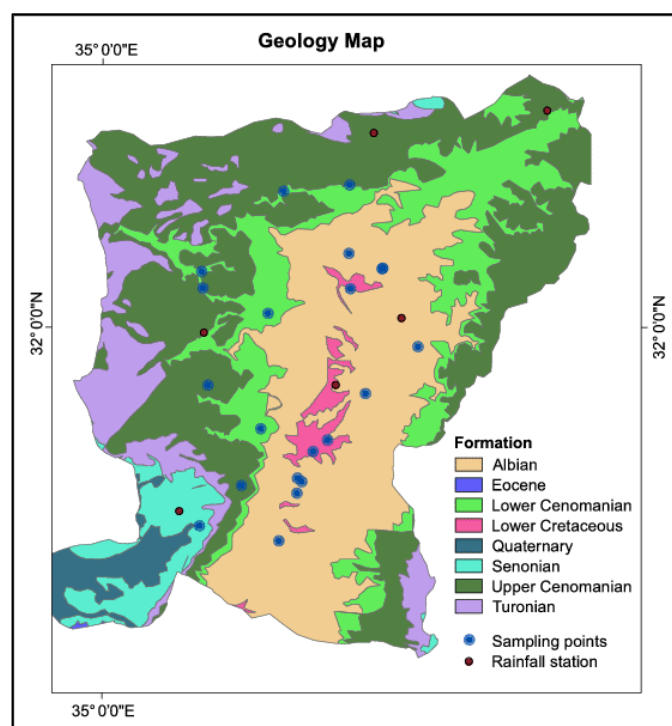 Geology Map
35° 0'0"E
32° 0'0"N
32° 0'0"N
Formation
Albian
Eocene
Lower Cenomanian
Lower Cretaceous
Quaternary
Senonian
Upper Cenomanian
Turonian
Sampling points
Rainfall station
35° 0'0"E